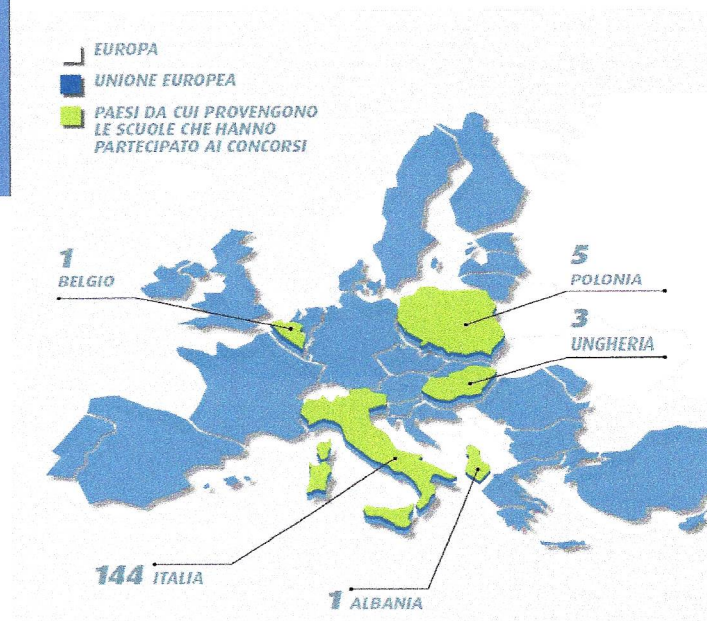 EUROPA
UNIONE EUROPEA
PAESI DA CUI PROVENGONO
LE SCUOLE CHE HANNO
PARTECIPATO AI CONCORSI
1
BELGIO
5
POLONIA
3
UNGHERIA
144 ITALIA
1 ALBANIA